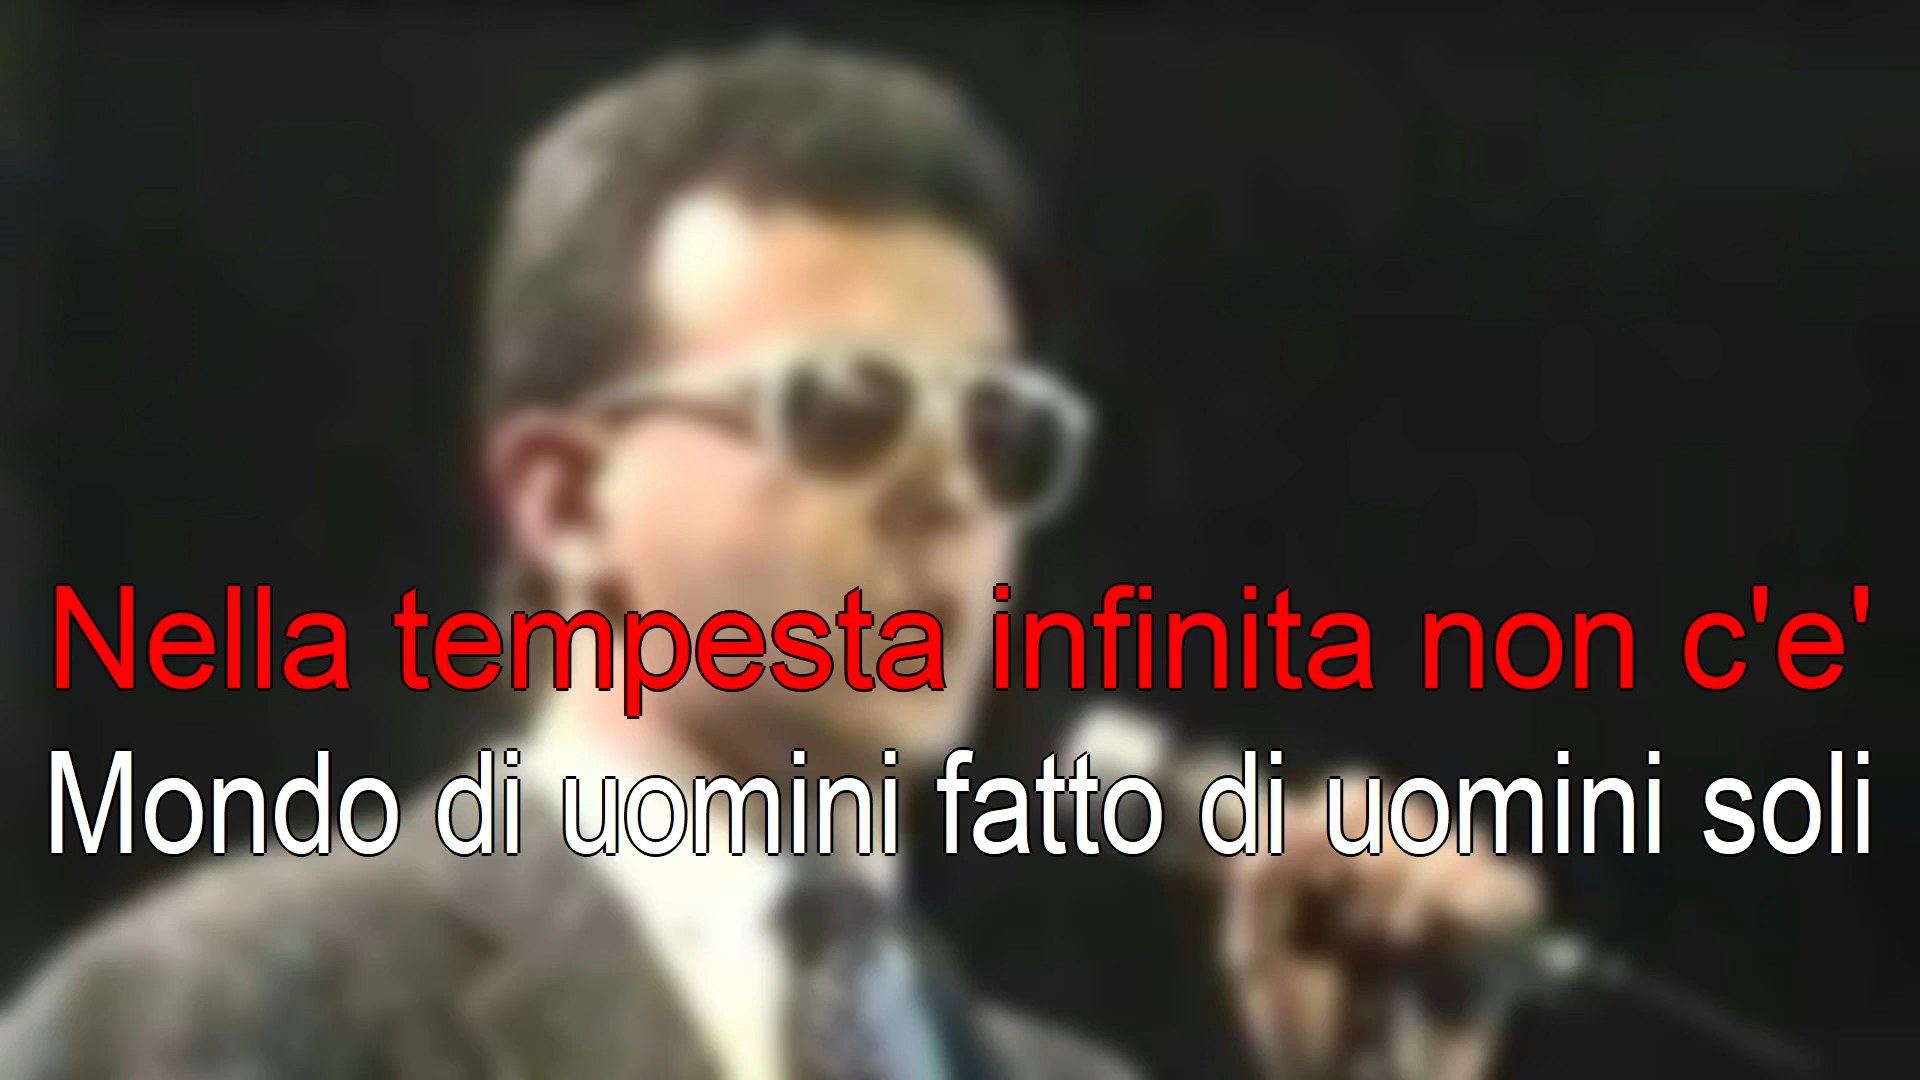 Nella tempesta infinita non c'e'
Mondo di uomini fatto di uomini soli